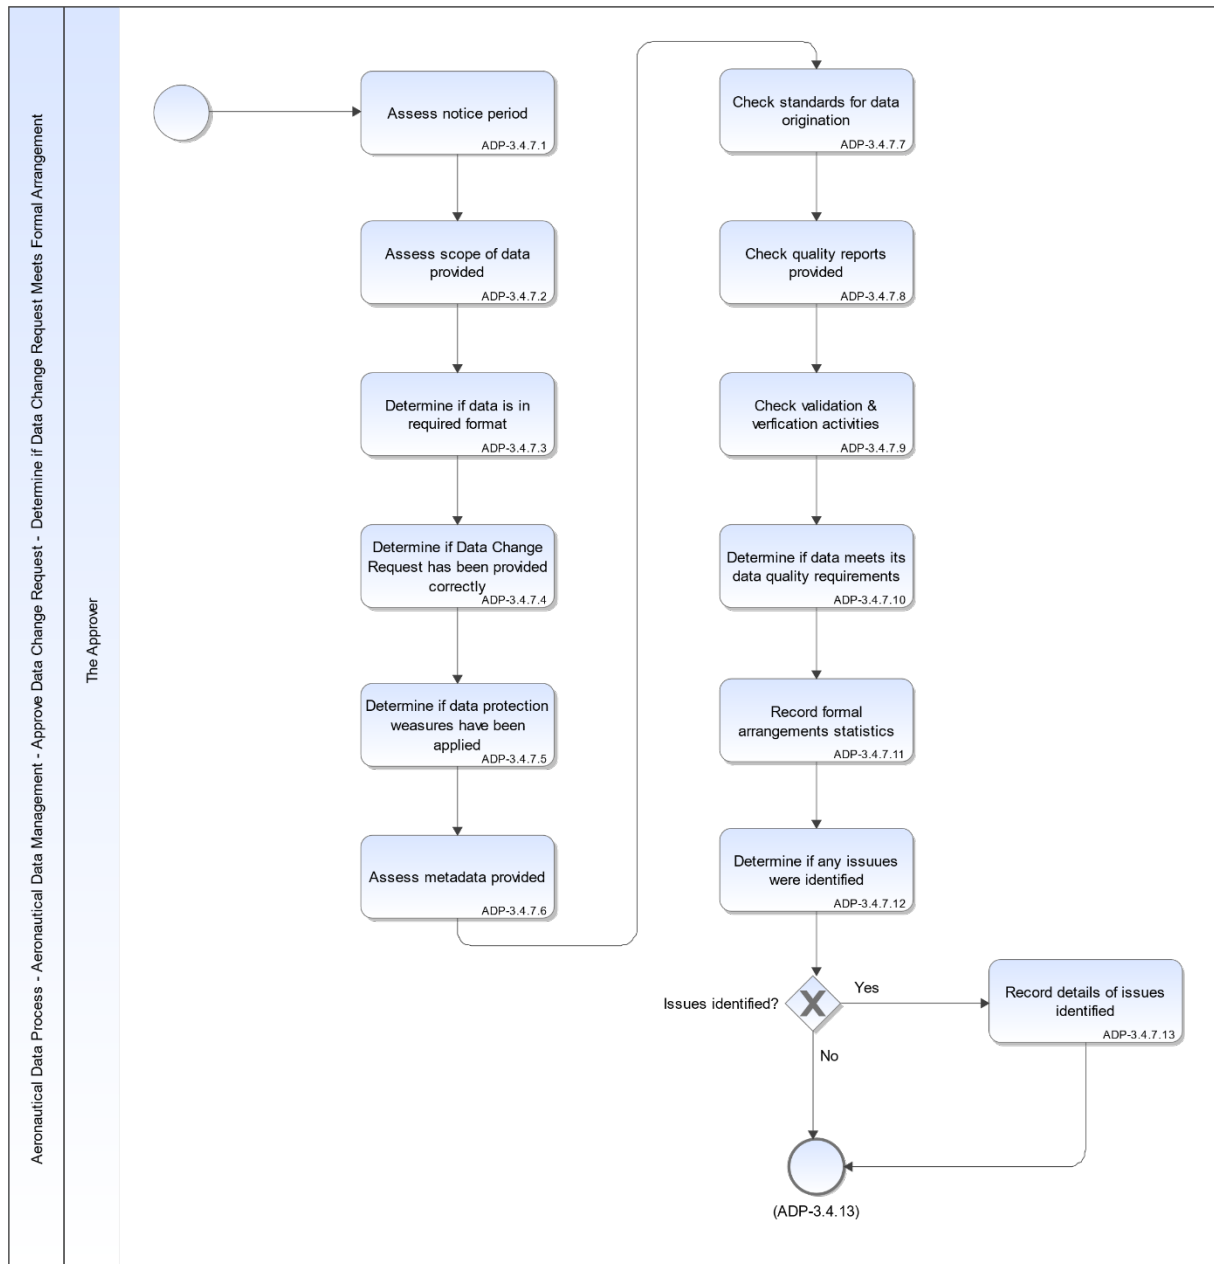 Aeronautical Data Process - Aeronautical Data Management - Approve Data Change Request - Determine if Data Change Request Meets Formal Arrangement
The Approver
Assess notice period
ADP-3.4.7.1
Assess scope of data
provided
ADP-3.4.7.2
Determine if data is in
required format
ADP-3.4.7.3
Determine if Data Change
Request has been provided
correctly
ADP-3.4.7.4
Determine if data protection
weasures have been
applied
ADP-3.4.7.5
Assess metadata provided
ADP-3.4.7.6
Check standards for data
origination
ADP-3.4.7.7
Check quality reports
provided
ADP-3.4.7.8
Check validation &
verfication activities
ADP-3.4.7.9
Determine if data meets its
data quality requirements
ADP-3.4.7.10
Record formal
arrangements statistics
ADP-3.4.7.11
Determine if any issuues
were identified
ADP-3.4.7.12
Issues identified?
Yes
Record details of issues
identified
ADP-3.4.7.13
No
(ADP-3.4.13)